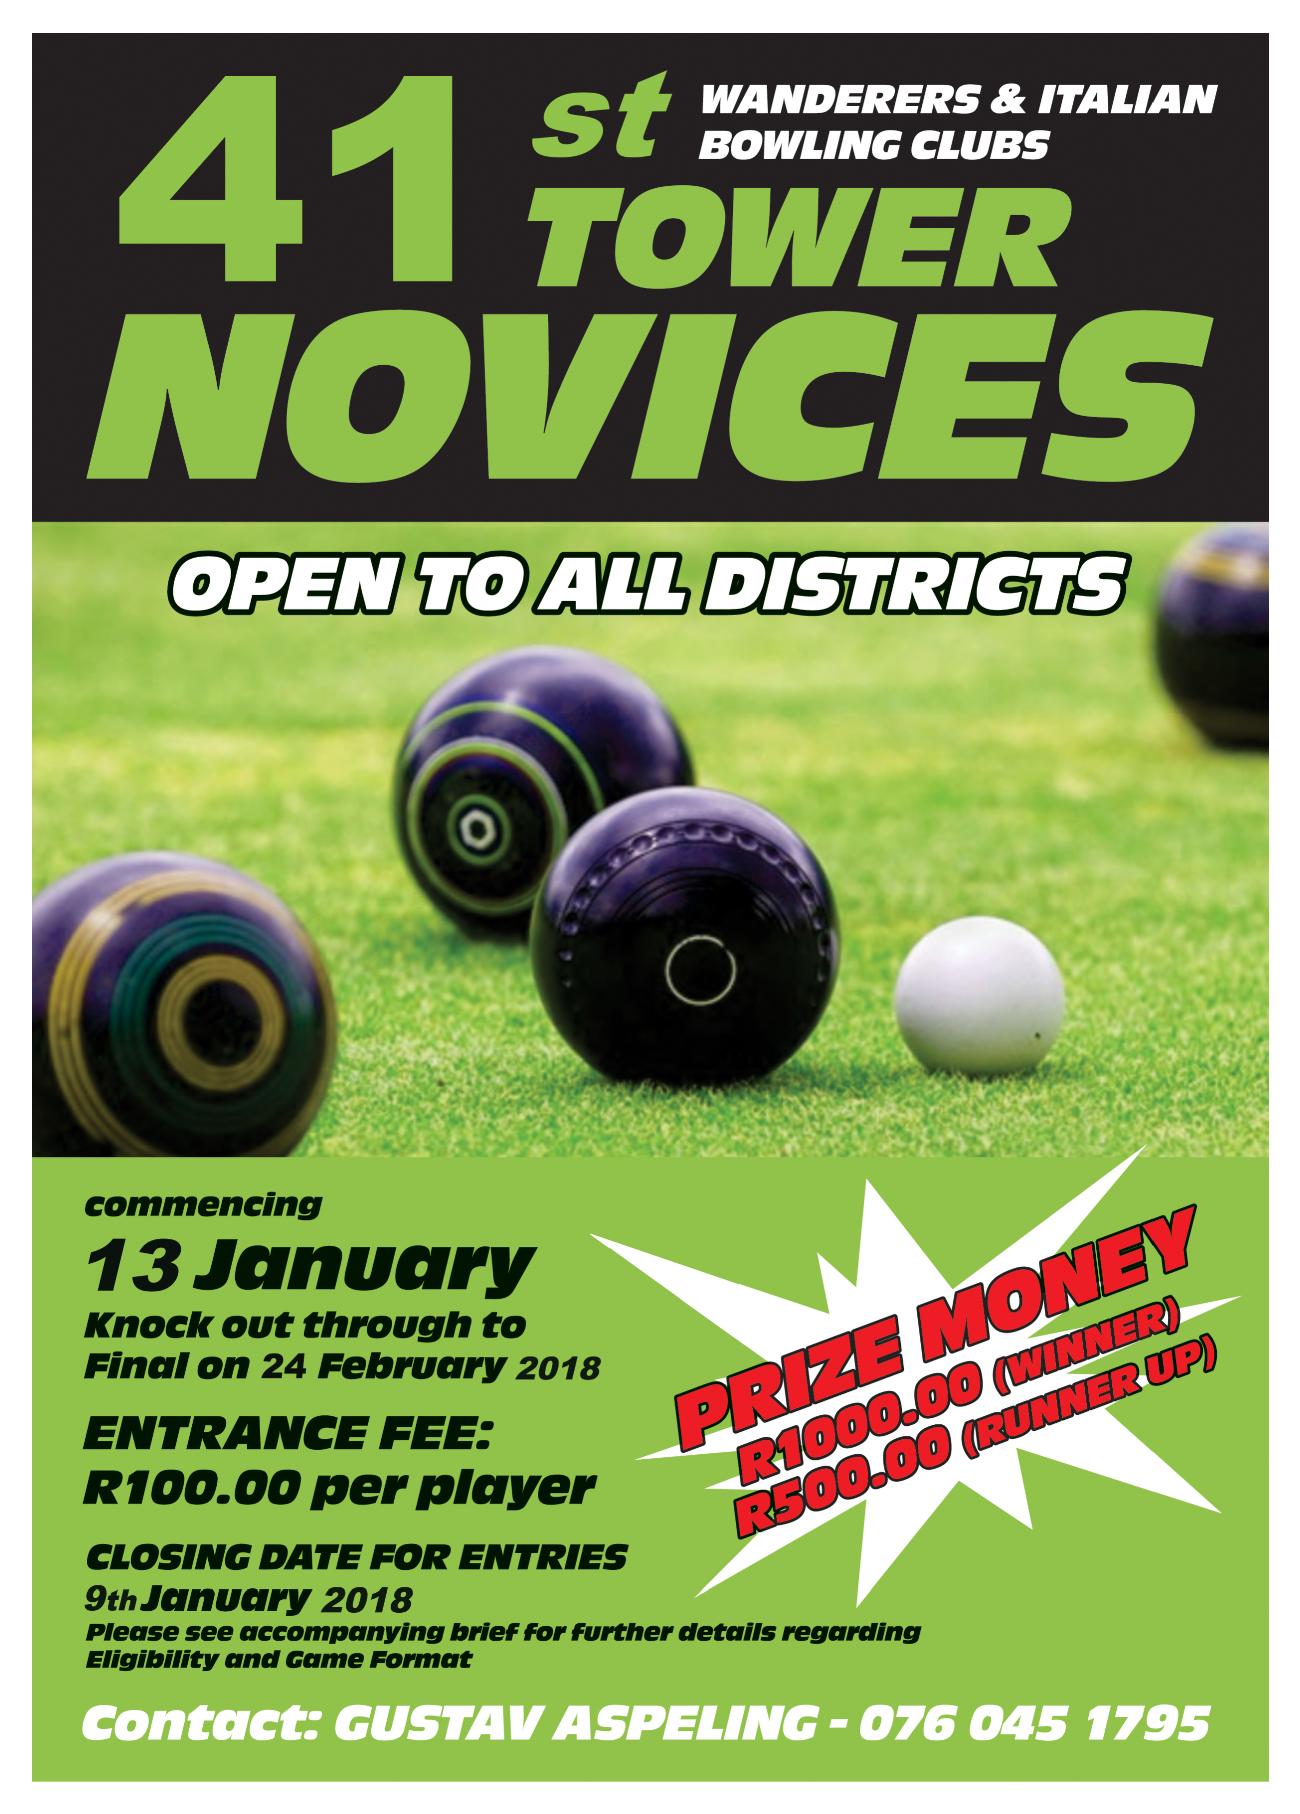 41st
WANDERERS & ITALIAN
BOWLING CLUBS
TOWER
NOVICES
OPEN TO ALL DISTRICTS
commencing
13 January
Knock out through to
Final on 24 February 2018
ENTRANCE FEE:
R100.00 per player
CLOSING DATE FOR ENTRIES
9th January 2018
Please see accompanying brief for further details regarding
Eligibility and Game Format
PRIZE MONEY
R1000.00 (WINNER)
R500.00 (RUNNER UP)
Contact: GUSTAV ASPELING - 076 045 1795